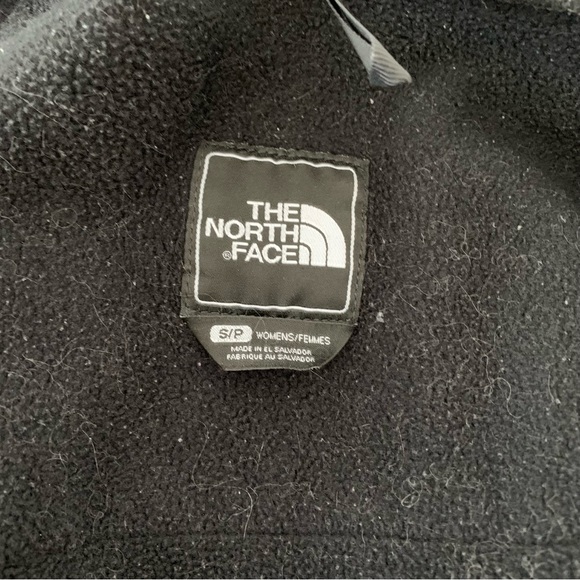 THE
NORTH
®FACE
S/P WOMENS/FEMMES
MADE IN EL SALVADOR
FABRIQUE AU SALVADOR